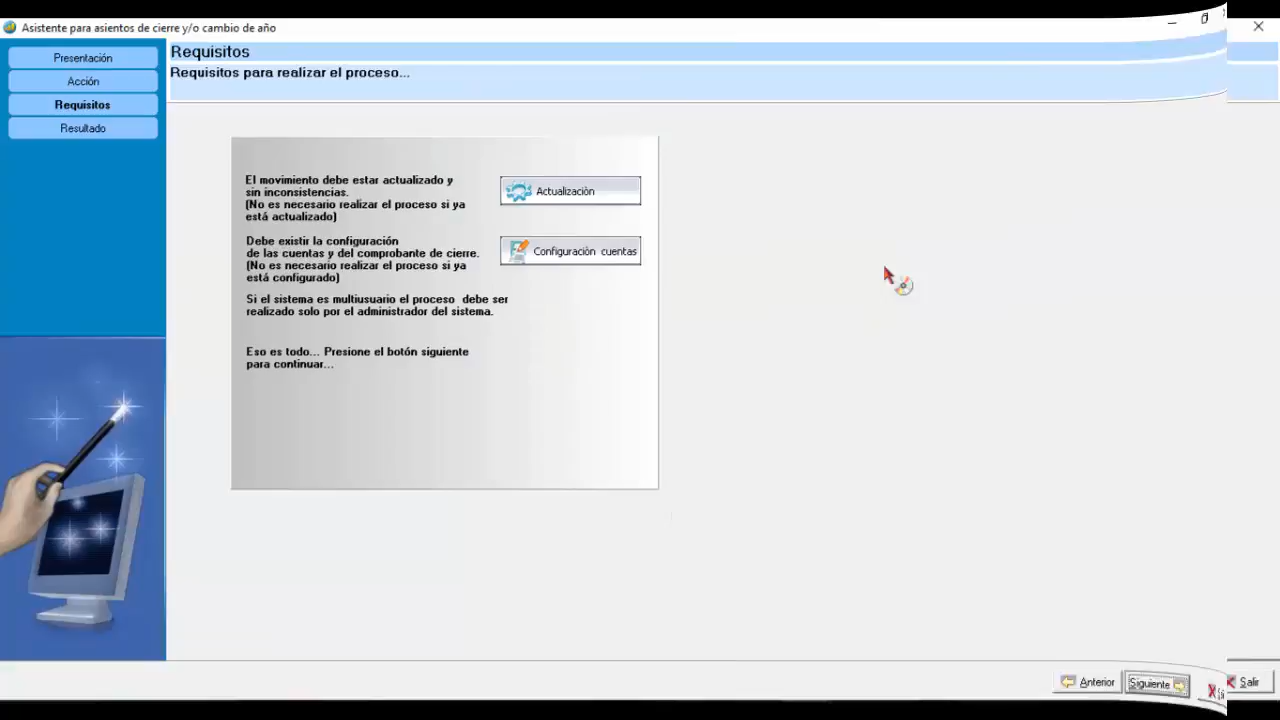 Asistente para asientos de cierre y/o cambio de año
Presentación
Acción
Requisitos
Resultado
Requisitos
Requisitos para realizar el proceso...
El movimiento debe estar actualizado y
sin inconsistencias.
(No es necesario realizar el proceso si ya
está actualizado)
Actualizaciòn
Debe existir la configuración
de las cuentas y del comprobante de cierre.
(No es necesario realizar el proceso si ya
está configurado)
Configuraciòn cuentas
Si el sistema es multiusuario el proceso debe ser
realizado solo por el administrador del sistema.
Eso es todo... Presione el botón siguiente
para continuar...
Anterior
Siguiente
Salir